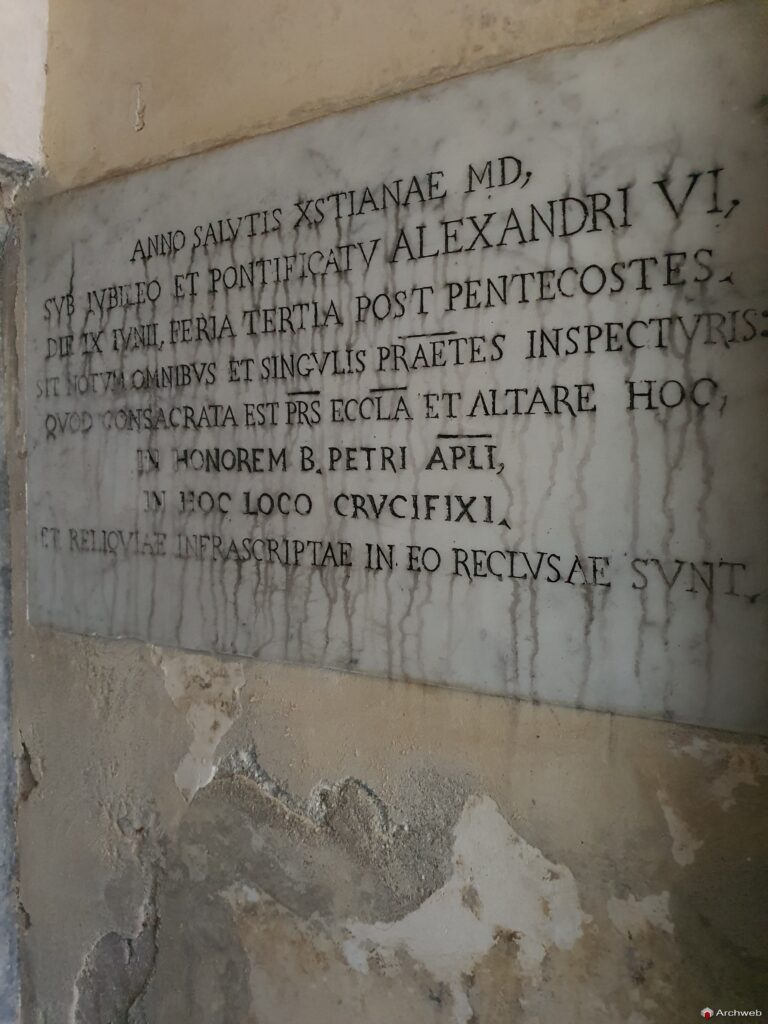 ANNO SALVTIS XSTIANAE MD,
SVB IVBILEO ET PONTIFICATV ALEXANDRI VI,
DIE IX IVNII, FERIA TERTIA POST PENTECOSTES.
SIT NOTVM OMNIBVS ET SINGVLIS PRAETES INSPECTVRIS:
QVOD CONSACRATA EST PRS ECCLA ET ALTARE HOC,
IN HONOREM B. PETRI APLI,
IN HOC LOCO CRVCIFIXI.
ET RELIQVIAE INFRASCRIPTAE IN EO RECLVSAE SVNT.
Archweb